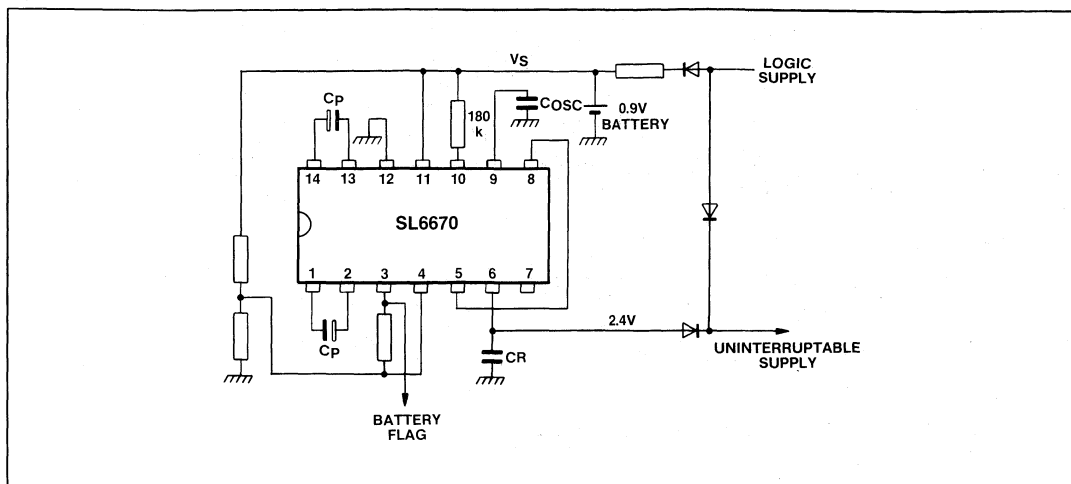 VS
LOGIC
SUPPLY
CP
180
k
COSC
0.9V
BATTERY
14 13 12 11 10 9 8
SL6670
1 2 3 4 5 6 7
2.4V
CP
CR
UNINTERRUPTABLE
SUPPLY
BATTERY
FLAG